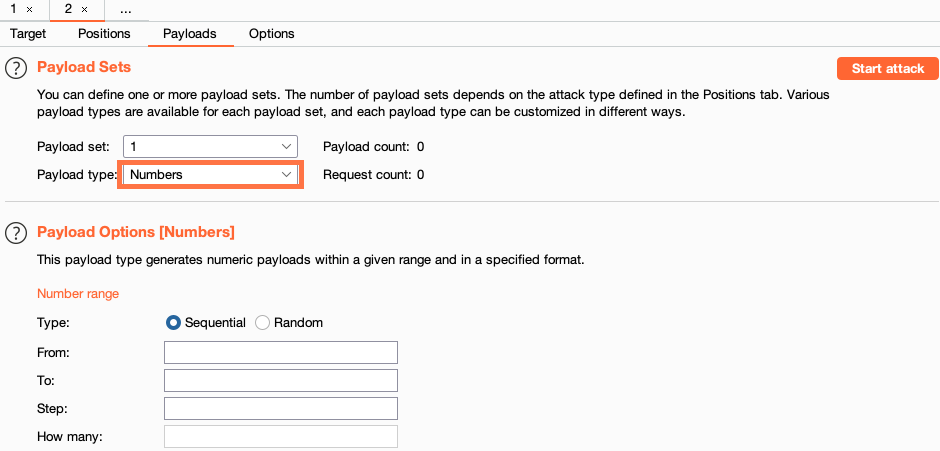 1 × 2 × ...
Target Positions Payloads Options
? Payload Sets Start attack
You can define one or more payload sets. The number of payload sets depends on the attack type defined in the Positions tab. Various
payload types are available for each payload set, and each payload type can be customized in different ways.
Payload set: 1 Payload count: 0
Payload type: Numbers Request count: 0
? Payload Options [Numbers]
This payload type generates numeric payloads within a given range and in a specified format.
Number range
Type: Sequential Random
From:
To:
Step:
How many: